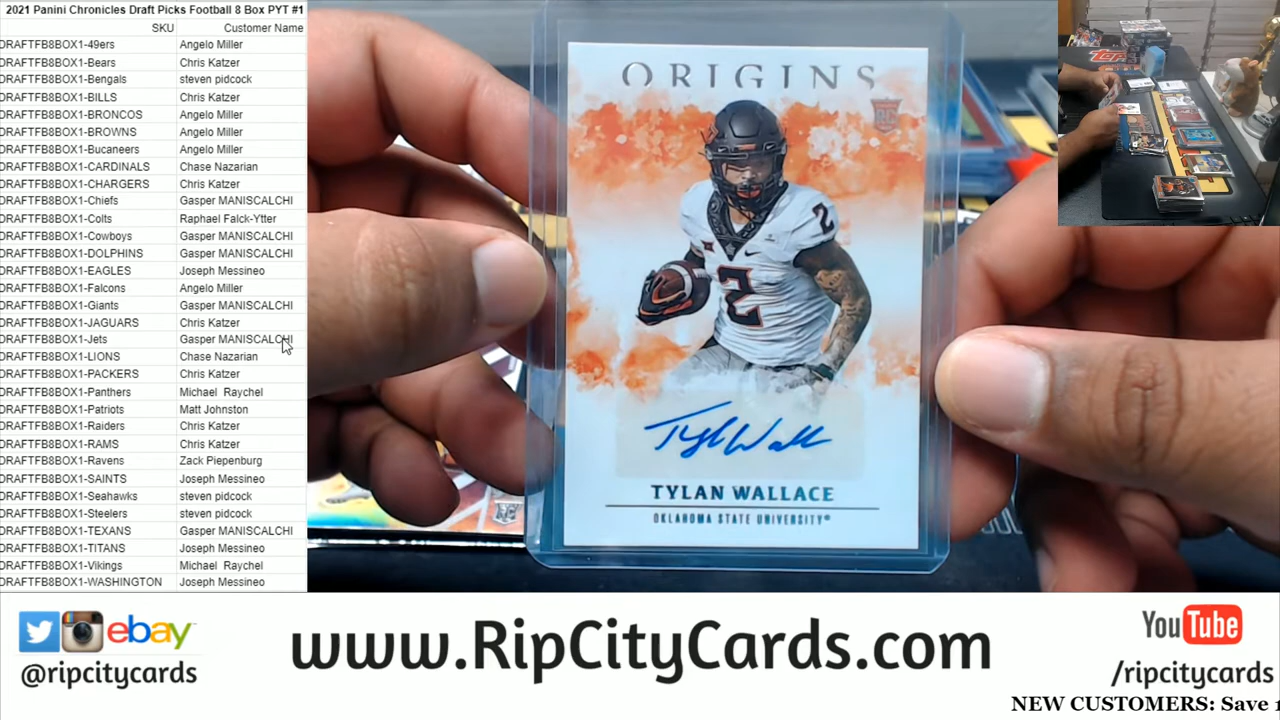 2021 Panini Chronicles Draft Picks Football 8 Box PYT #1
SKU Customer Name
DRAFTFB8BOX1-49ers Angelo Miller
DRAFTFB8BOX1-Bears Chris Katzer
DRAFTFB8BOX1-Bengals steven pidcock
DRAFTFB8BOX1-BILLS Chris Katzer
DRAFTFB8BOX1-BRONCOS Angelo Miller
DRAFTFB8BOX1-BROWNS Angelo Miller
DRAFTFB8BOX1-Bucaneers Angelo Miller
DRAFTFB8BOX1-CARDINALS Chase Nazarian
DRAFTFB8BOX1-CHARGERS Chris Katzer
DRAFTFB8BOX1-Chiefs Gasper MANISCALCHI
DRAFTFB8BOX1-Colts Raphael Falck-Ytter
DRAFTFB8BOX1-Cowboys Gasper MANISCALCHI
DRAFTFB8BOX1-DOLPHINS Gasper MANISCALCHI
DRAFTFB8BOX1-EAGLES Joseph Messineo
DRAFTFB8BOX1-Falcons Angelo Miller
DRAFTFB8BOX1-Giants Gasper MANISCALCHI
DRAFTFB8BOX1-JAGUARS Chris Katzer
DRAFTFB8BOX1-Jets Gasper MANISCALCHI
DRAFTFB8BOX1-LIONS Chase Nazarian
DRAFTFB8BOX1-PACKERS Chris Katzer
DRAFTFB8BOX1-Panthers Michael Raychel
DRAFTFB8BOX1-Patriots Matt Johnston
DRAFTFB8BOX1-Raiders Chris Katzer
DRAFTFB8BOX1-RAMS Chris Katzer
DRAFTFB8BOX1-Ravens Zack Piepenburg
DRAFTFB8BOX1-SAINTS Joseph Messineo
DRAFTFB8BOX1-Seahawks steven pidcock
DRAFTFB8BOX1-Steelers steven pidcock
DRAFTFB8BOX1-TEXANS Gasper MANISCALCHI
DRAFTFB8BOX1-TITANS Joseph Messineo
DRAFTFB8BOX1-Vikings Michael Raychel
DRAFTFB8BOX1-WASHINGTON Joseph Messineo
ORIGINS
RC
2
2
Tyl Wall
TYLAN WALLACE
OKLAHOMA STATE UNIVERSITY®
ebay
@ripcitycards
www.RipCityCards.com
YouTube
/ripcitycards
NEW CUSTOMERS: Save